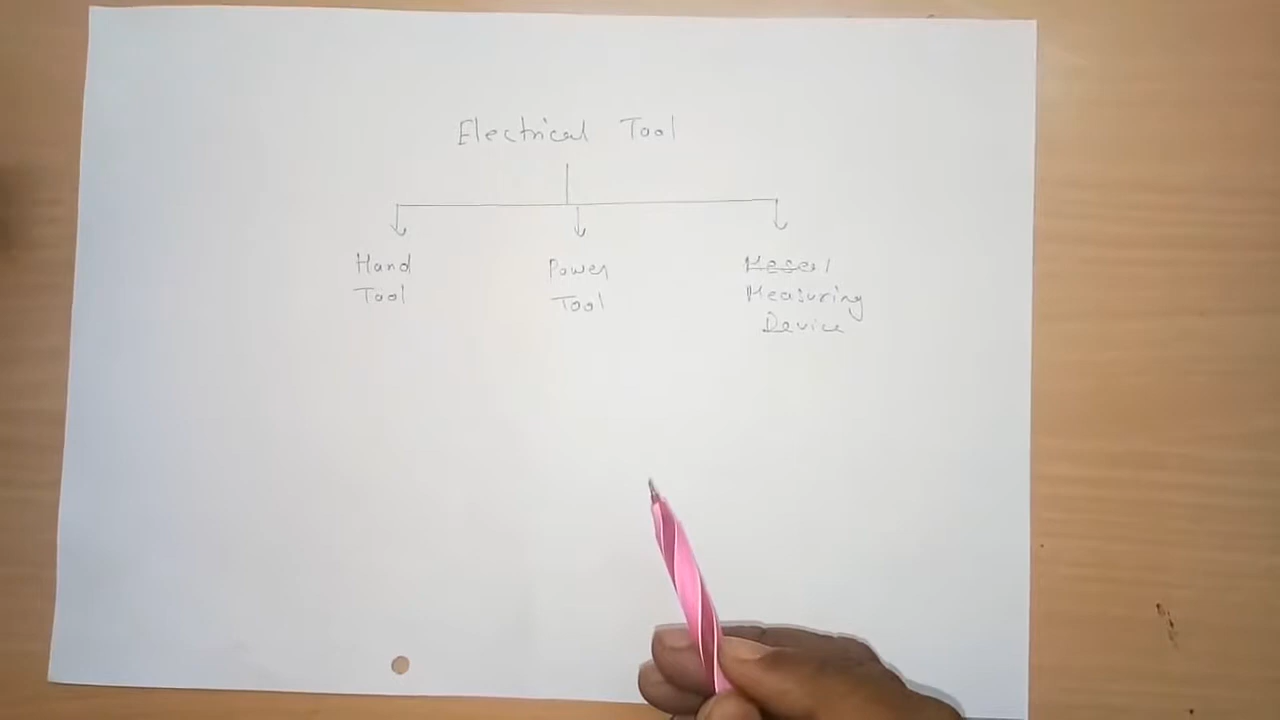 Electrical Tool
Hand
Tool
Power
Tool
Measuring
Device